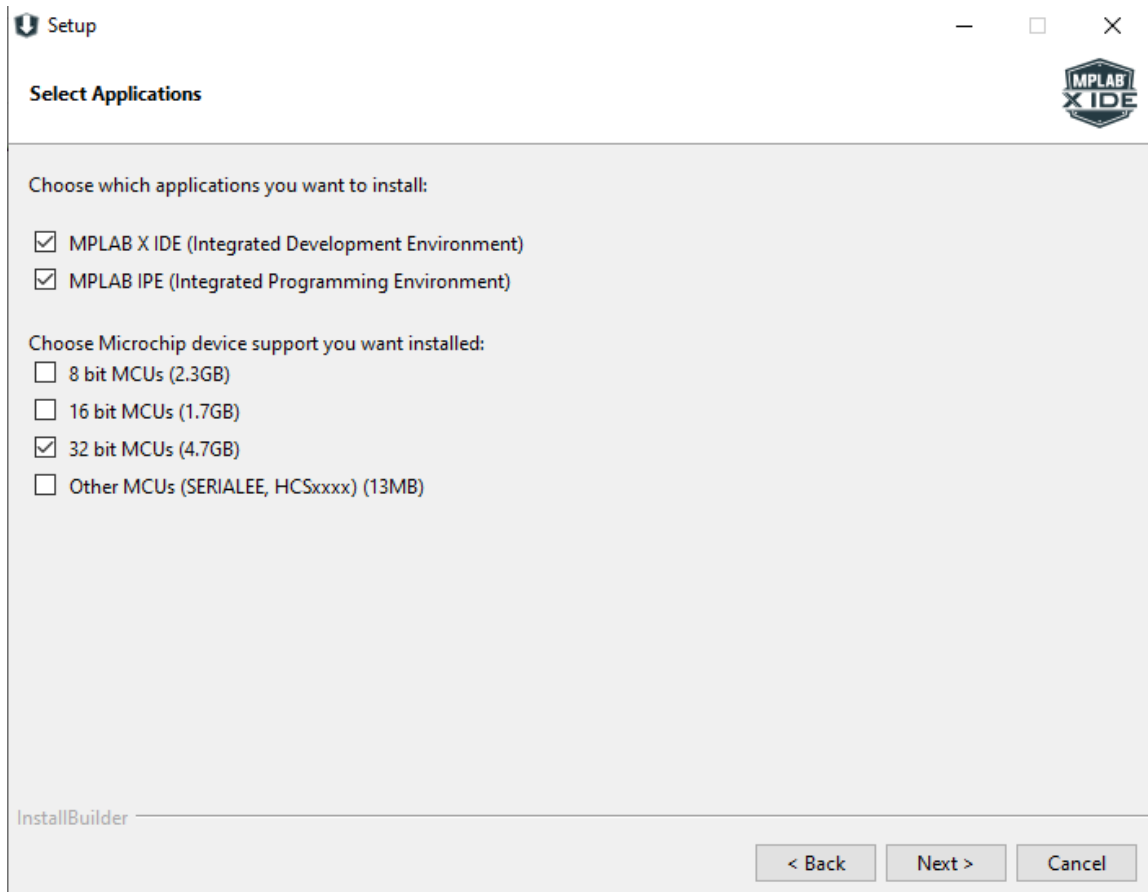 Setup
Select Applications
MPLAB
X IDE
Choose which applications you want to install:
MPLAB X IDE (Integrated Development Environment)
MPLAB IPE (Integrated Programming Environment)
Choose Microchip device support you want installed:
8 bit MCUs (2.3GB)
16 bit MCUs (1.7GB)
32 bit MCUs (4.7GB)
Other MCUs (SERIALEE, HCSxxxx) (13MB)
InstallBuilder
< Back Next > Cancel